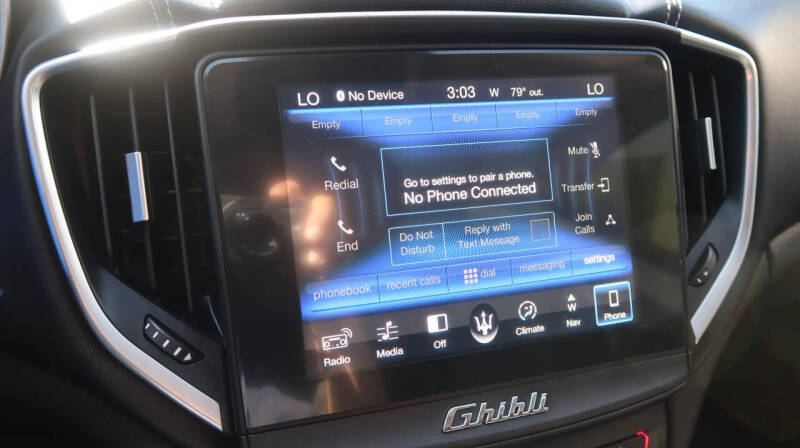 LO No Device 3:03 W 79° out. LO
Empty Empty Empty Empty Empty
Redial
End
Go to settings to pair a phone.
No Phone Connected
Do Not
Disturb
Reply with
Text Message
Mute
Transfer
Join
Calls
phonebook recent calls dial messaging settings
Radio Media Off Climate W Nav Phone
Ghibli